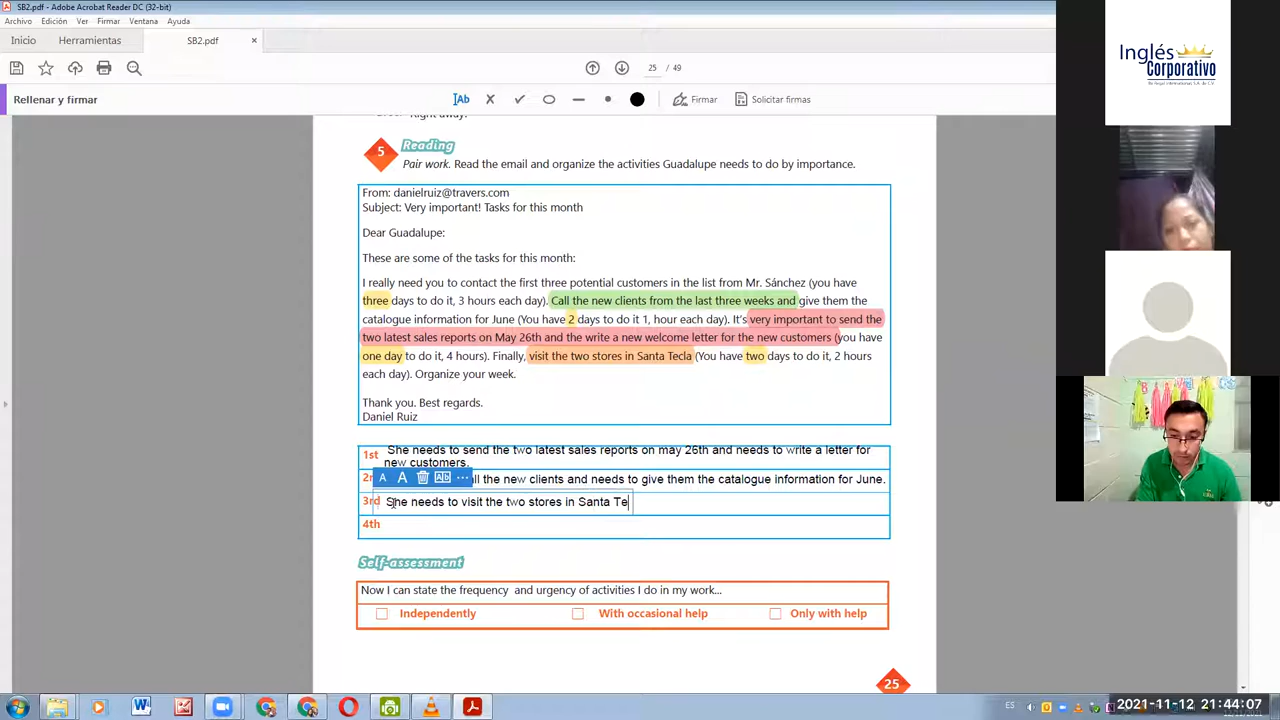 SB2.pdf - Adobe Acrobat Reader DC (32-bit)
Archivo Edición Ver Firmar Ventana Ayuda
Inicio Herramientas SB2.pdf ×
25 / 49
Rellenar y firmar
Ab Firmar Solicitar firmas
Right away.
5 Reading
Pair work. Read the email and organize the activities Guadalupe needs to do by importance.
From: danielruiz@travers.com
Subject: Very important! Tasks for this month
Dear Guadalupe:
These are some of the tasks for this month:
I really need you to contact the first three potential customers in the list from Mr. Sánchez (you have
three days to do it, 3 hours each day). Call the new clients from the last three weeks and give them the
catalogue information for June (You have 2 days to do it 1, hour each day). It's very important to send the
two latest sales reports on May 26th and the write a new welcome letter for the new customers (you have
one day to do it, 4 hours). Finally, visit the two stores in Santa Tecla (You have two days to do it, 2 hours
each day). Organize your week.
Thank you. Best regards.
Daniel Ruiz
1st She needs to send the two latest sales reports on may 26th and needs to write a letter for
new customers.
all the new clients and needs to give them the catalogue information for June.
3rd She needs to visit the two stores in Santa Te
4th
Self-assessment
Now I can state the frequency and urgency of activities I do in my work...
Independently With occasional help Only with help
25
Inglés
Corporativo
ES
2021-11-12 21:44:07